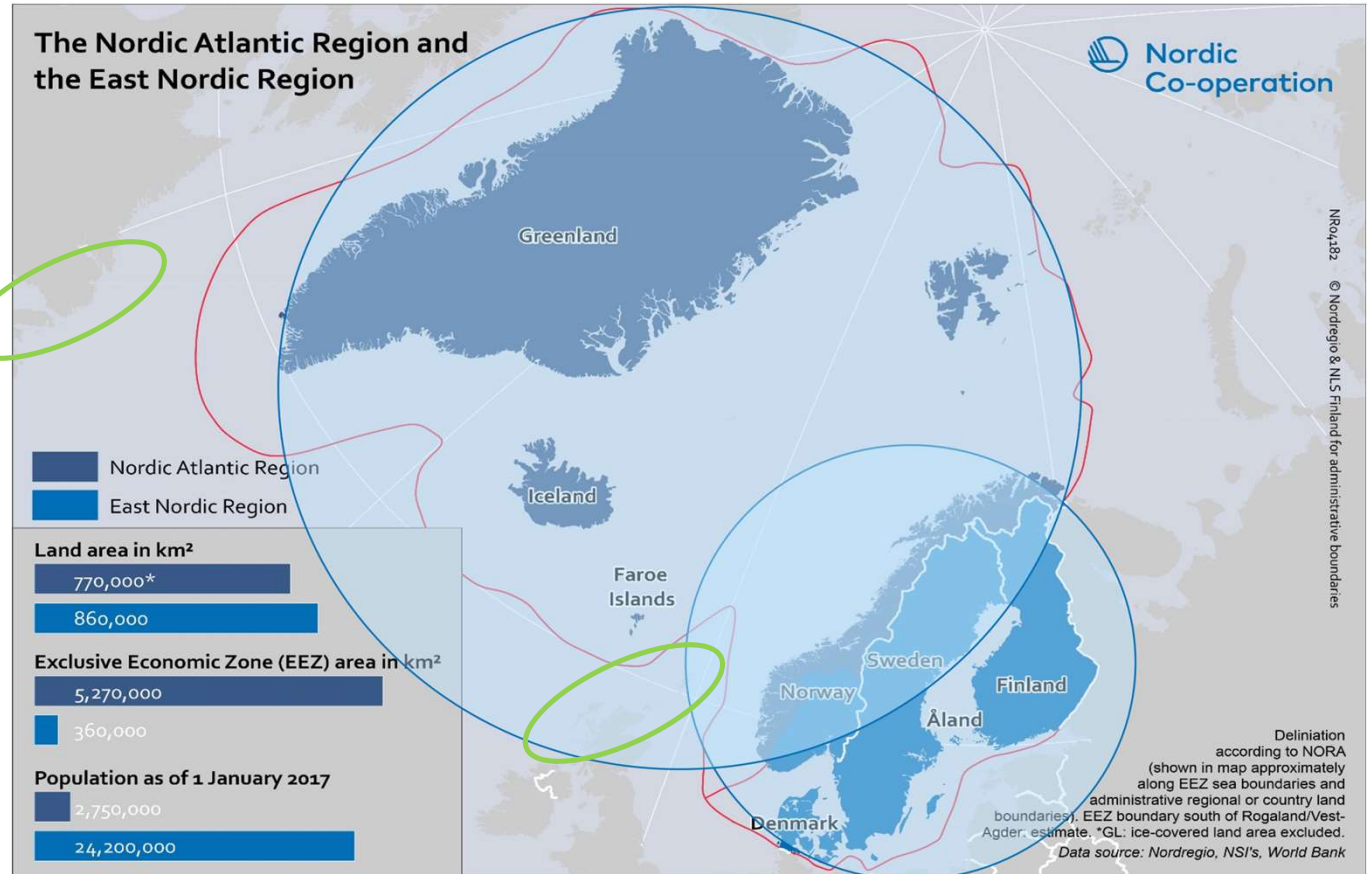 The Nordic Atlantic Region and
the East Nordic Region
Nordic
Co-operation
Greenland
Iceland
Faroe
Islands
Norway
Sweden
Finland
Åland
Denmark
Nordic Atlantic Region
East Nordic Region
Land area in km²
770,000*
860,000
Exclusive Economic Zone (EEZ) area in km²
5,270,000
360,000
Population as of 1 January 2017
2,750,000
24,200,000
NR04182 © Nordregio & NLS Finland for administrative boundaries
Deliniation
according to NORA
(shown in map approximately
along EEZ sea boundaries and
administrative regional or country land
boundaries). EEZ boundary south of Rogaland/Vest-
Agder: estimate. *GL: ice-covered land area excluded.
Data source: Nordregio, NSI's, World Bank